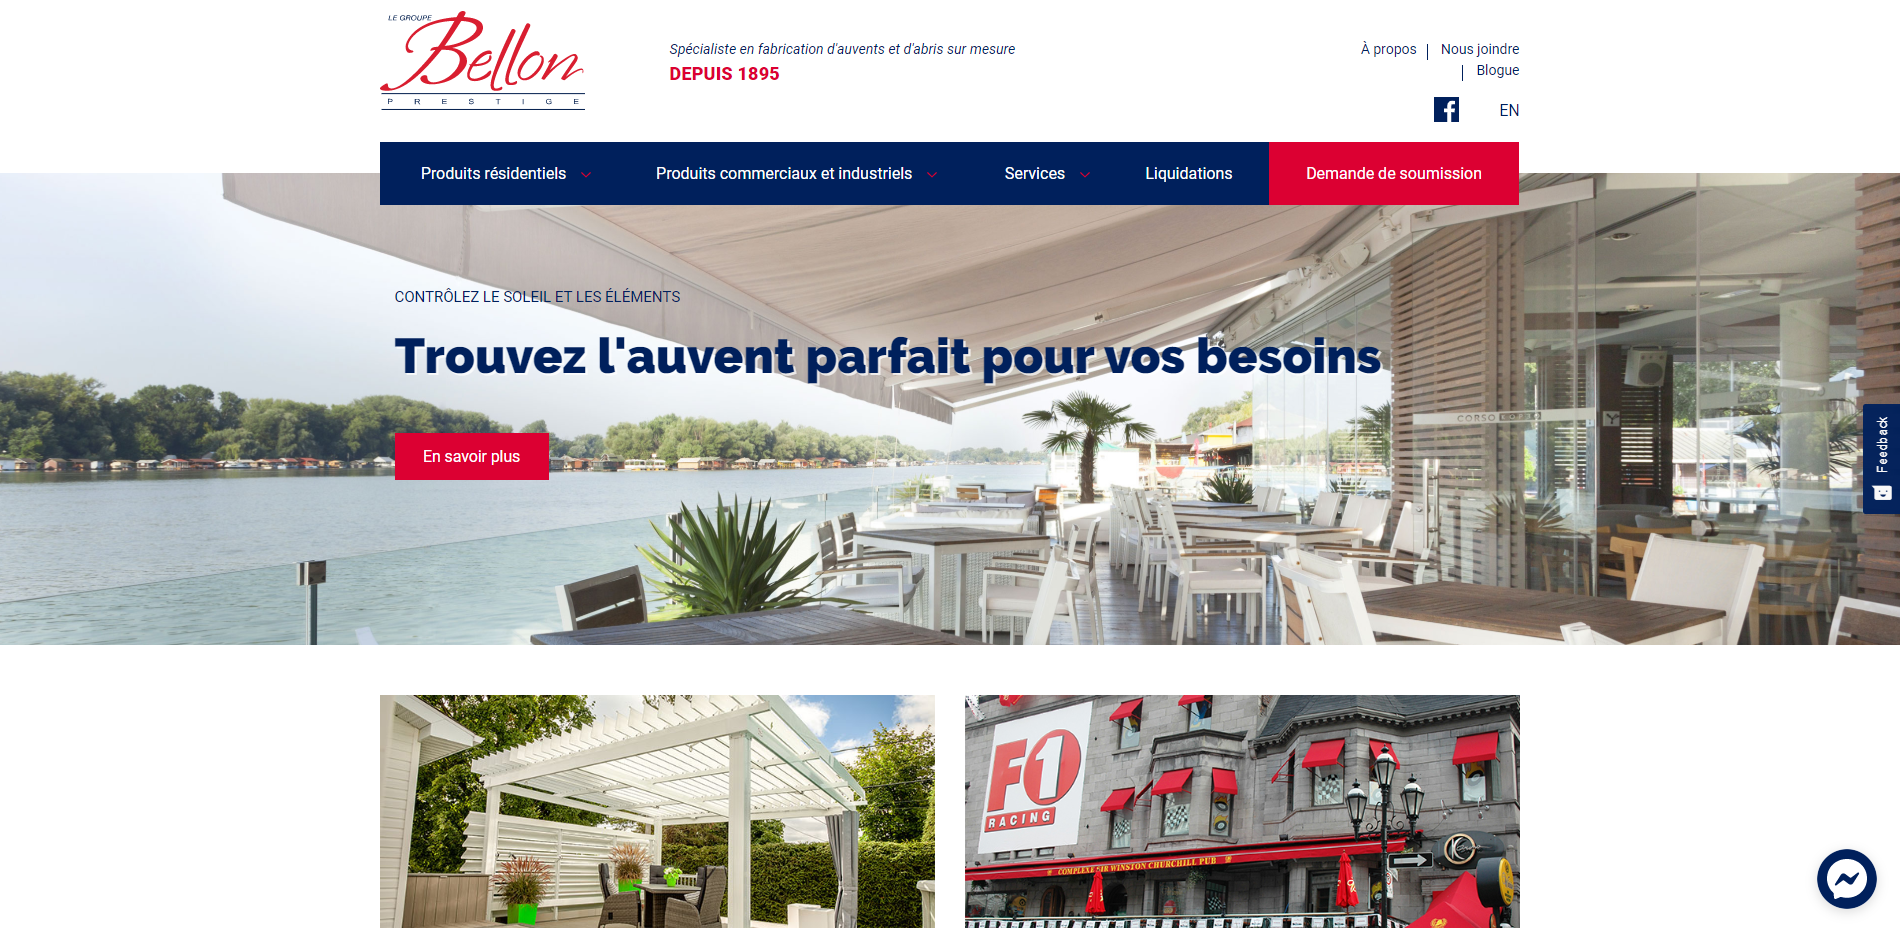 LE GROUPE
Bellon
PRESTIGE
Spécialiste en fabrication d'auvents et d'abris sur mesure
DEPUIS 1895
À propos | Nous joindre
| Blogue
EN
Produits résidentiels
Produits commerciaux et industriels
Services
Liquidations
Demande de soumission
CONTRÔLEZ LE SOLEIL ET LES ÉLÉMENTS
Trouvez l'auvent parfait pour vos besoins
En savoir plus
CORSO
Feedback
F1
RACING
COMPLEXE SIR WINSTON CHURCHILL PUB
K